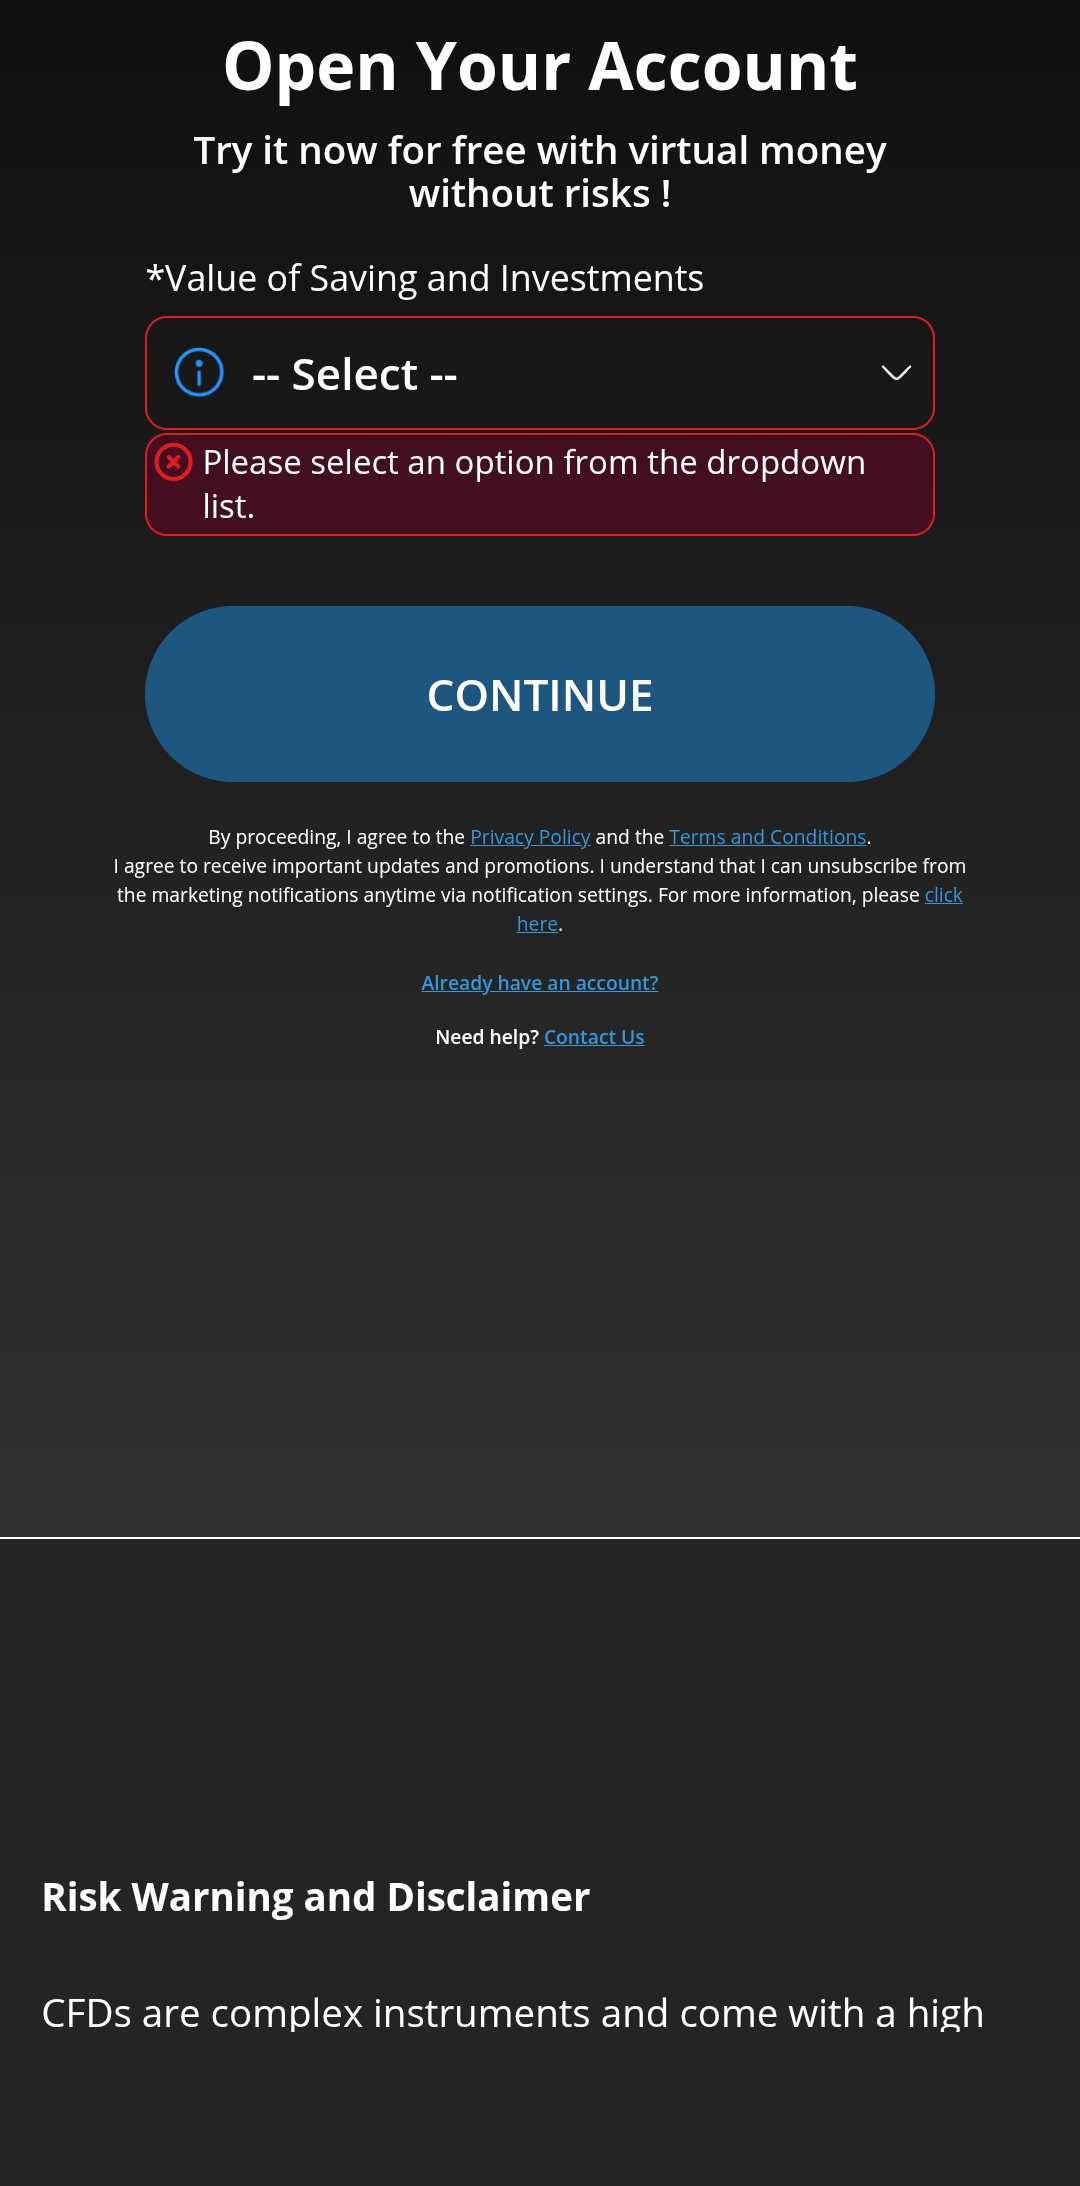 Open Your Account
Try it now for free with virtual money
without risks !
*Value of Saving and Investments
-- Select --
Please select an option from the dropdown
list.
CONTINUE
By proceeding, I agree to the Privacy Policy and the Terms and Conditions.
I agree to receive important updates and promotions. I understand that I can unsubscribe from
the marketing notifications anytime via notification settings. For more information, please click
here.
Already have an account?
Need help? Contact Us
Risk Warning and Disclaimer
CFDs are complex instruments and come with a high